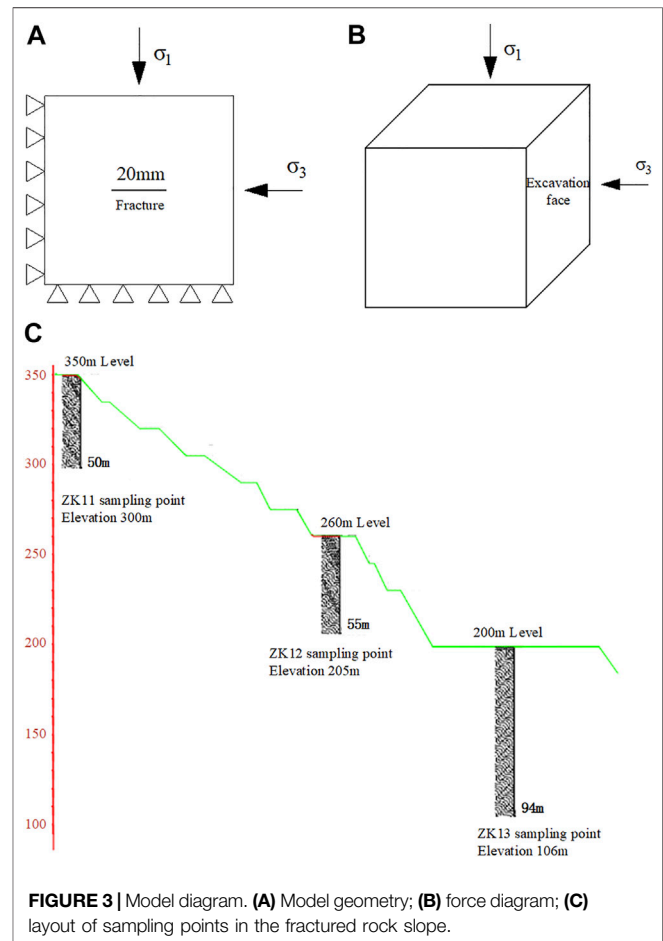 A
σ1
20mm
Fracture
σ3
B
σ1
Excavation
face
σ3
C
350m Level
350
300
250
200
150
100
50m
ZK11 sampling point
Elevation 300m
260m Level
55m
ZK12 sampling point
Elevation 205m
200m Level
94m
ZK13 sampling point
Elevation 106m
FIGURE 3 | Model diagram. (A) Model geometry; (B) force diagram; (C)
layout of sampling points in the fractured rock slope.